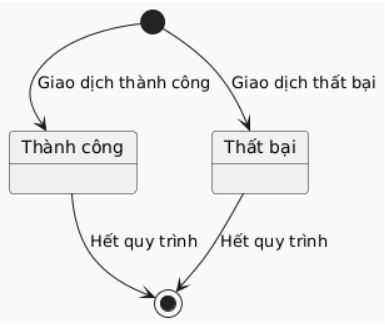 Giao dịch thành công
Giao dịch thất bại
Thành công
Thất bại
Hết quy trình
Hết quy trình